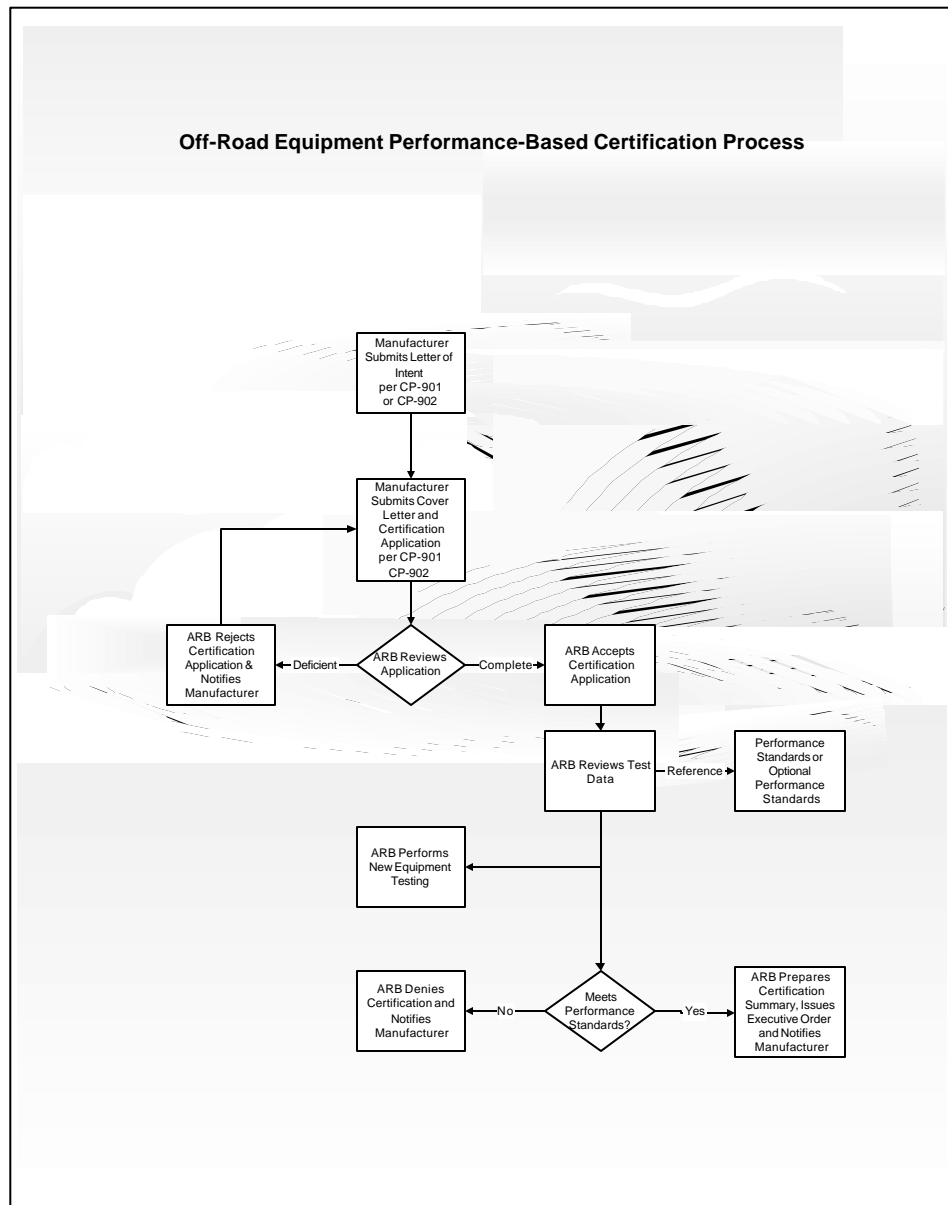 Off-Road Equipment Performance-Based Certification Process
Manufacturer
Submits Letter of
Intent
per CP-901
or CP-902
Manufacturer
Submits Cover
Letter and
Certification
Application
per CP-901
CP-902
ARB Rejects
Certification
Application &
Notifies
Manufacturer
Deficient
ARB Reviews
Application
Complete
ARB Accepts
Certification
Application
ARB Reviews Test
Data
Reference
Performance
Standards or
Optional
Performance
Standards
ARB Performs
New Equipment
Testing
ARB Denies
Certification and
Notifies
Manufacturer
No
Meets
Performance
Standards?
Yes
ARB Prepares
Certification
Summary, Issues
Executive Order
and Notifies
Manufacturer